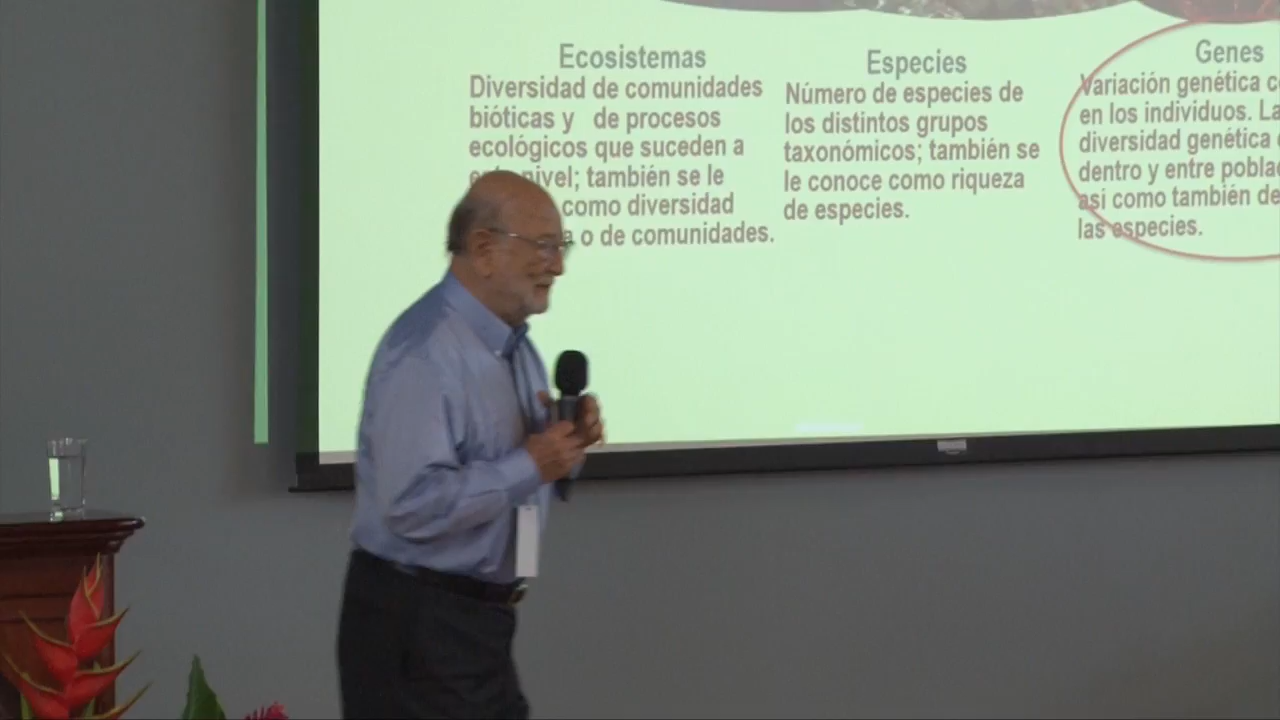 Ecosistemas
Diversidad de comunidades
bióticas y de procesos
ecológicos que suceden a
nivel; también se le
como diversidad
a o de comunidades.
Especies
Número de especies de
los distintos grupos
taxonómicos; también se
le conoce como riqueza
de especies.
Genes
Variación genética
en los individuos. La
diversidad genética
dentro y entre
así como también de
las especies.